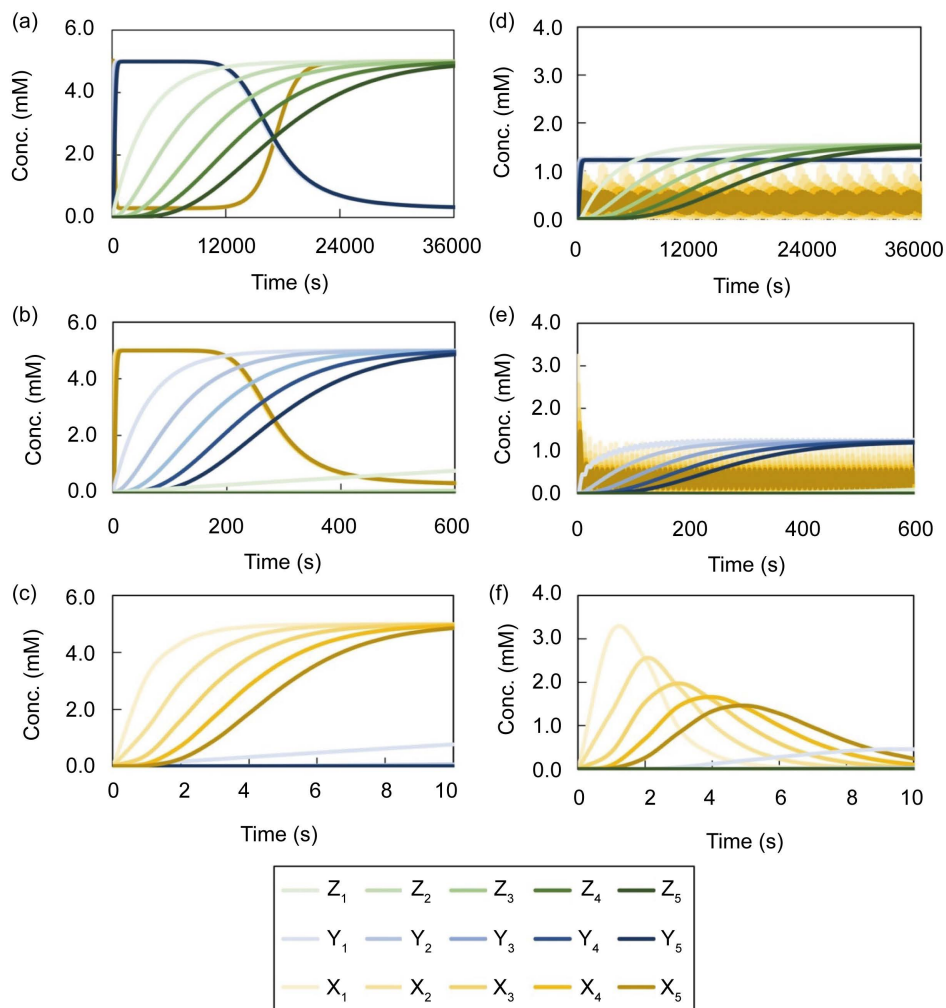 (a)
6.0
4.0
2.0
0.0
Conc. (mM)
0 12000 24000 36000
Time (s)
(d)
4.0
3.0
2.0
1.0
0.0
Conc. (mM)
0 12000 24000 36000
Time (s)
(b)
6.0
4.0
2.0
0.0
Conc. (mM)
0 200 400 600
Time (s)
(e)
4.0
3.0
2.0
1.0
0.0
Conc. (mM)
0 200 400 600
Time (s)
(c)
6.0
4.0
2.0
0.0
Conc. (mM)
0 2 4 6 8 10
Time (s)
(f)
4.0
3.0
2.0
1.0
0.0
Conc. (mM)
0 2 4 6 8 10
Time (s)
Z₁ Z₂ Z₃ Z₄ Z₅
Y₁ Y₂ Y₃ Y₄ Y₅
X₁ X₂ X₃ X₄ X₅